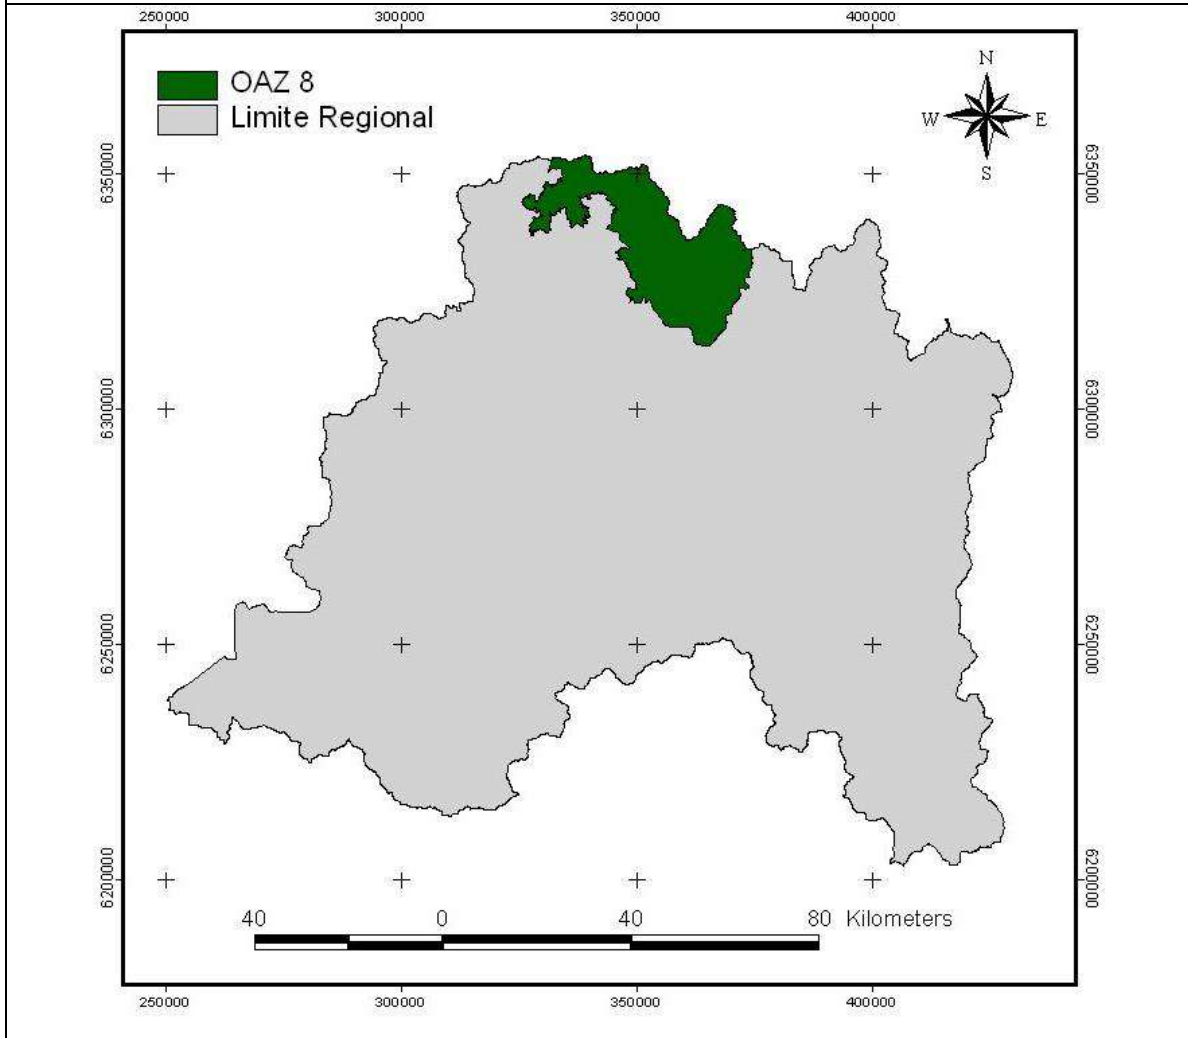 250000 300000 350000 400000
OAZ 8
Limite Regional
N
W E
S
6350000 6350000
6300000 6300000
6250000 6250000
6200000 6200000
40 0 40 80 Kilometers
250000 300000 350000 400000